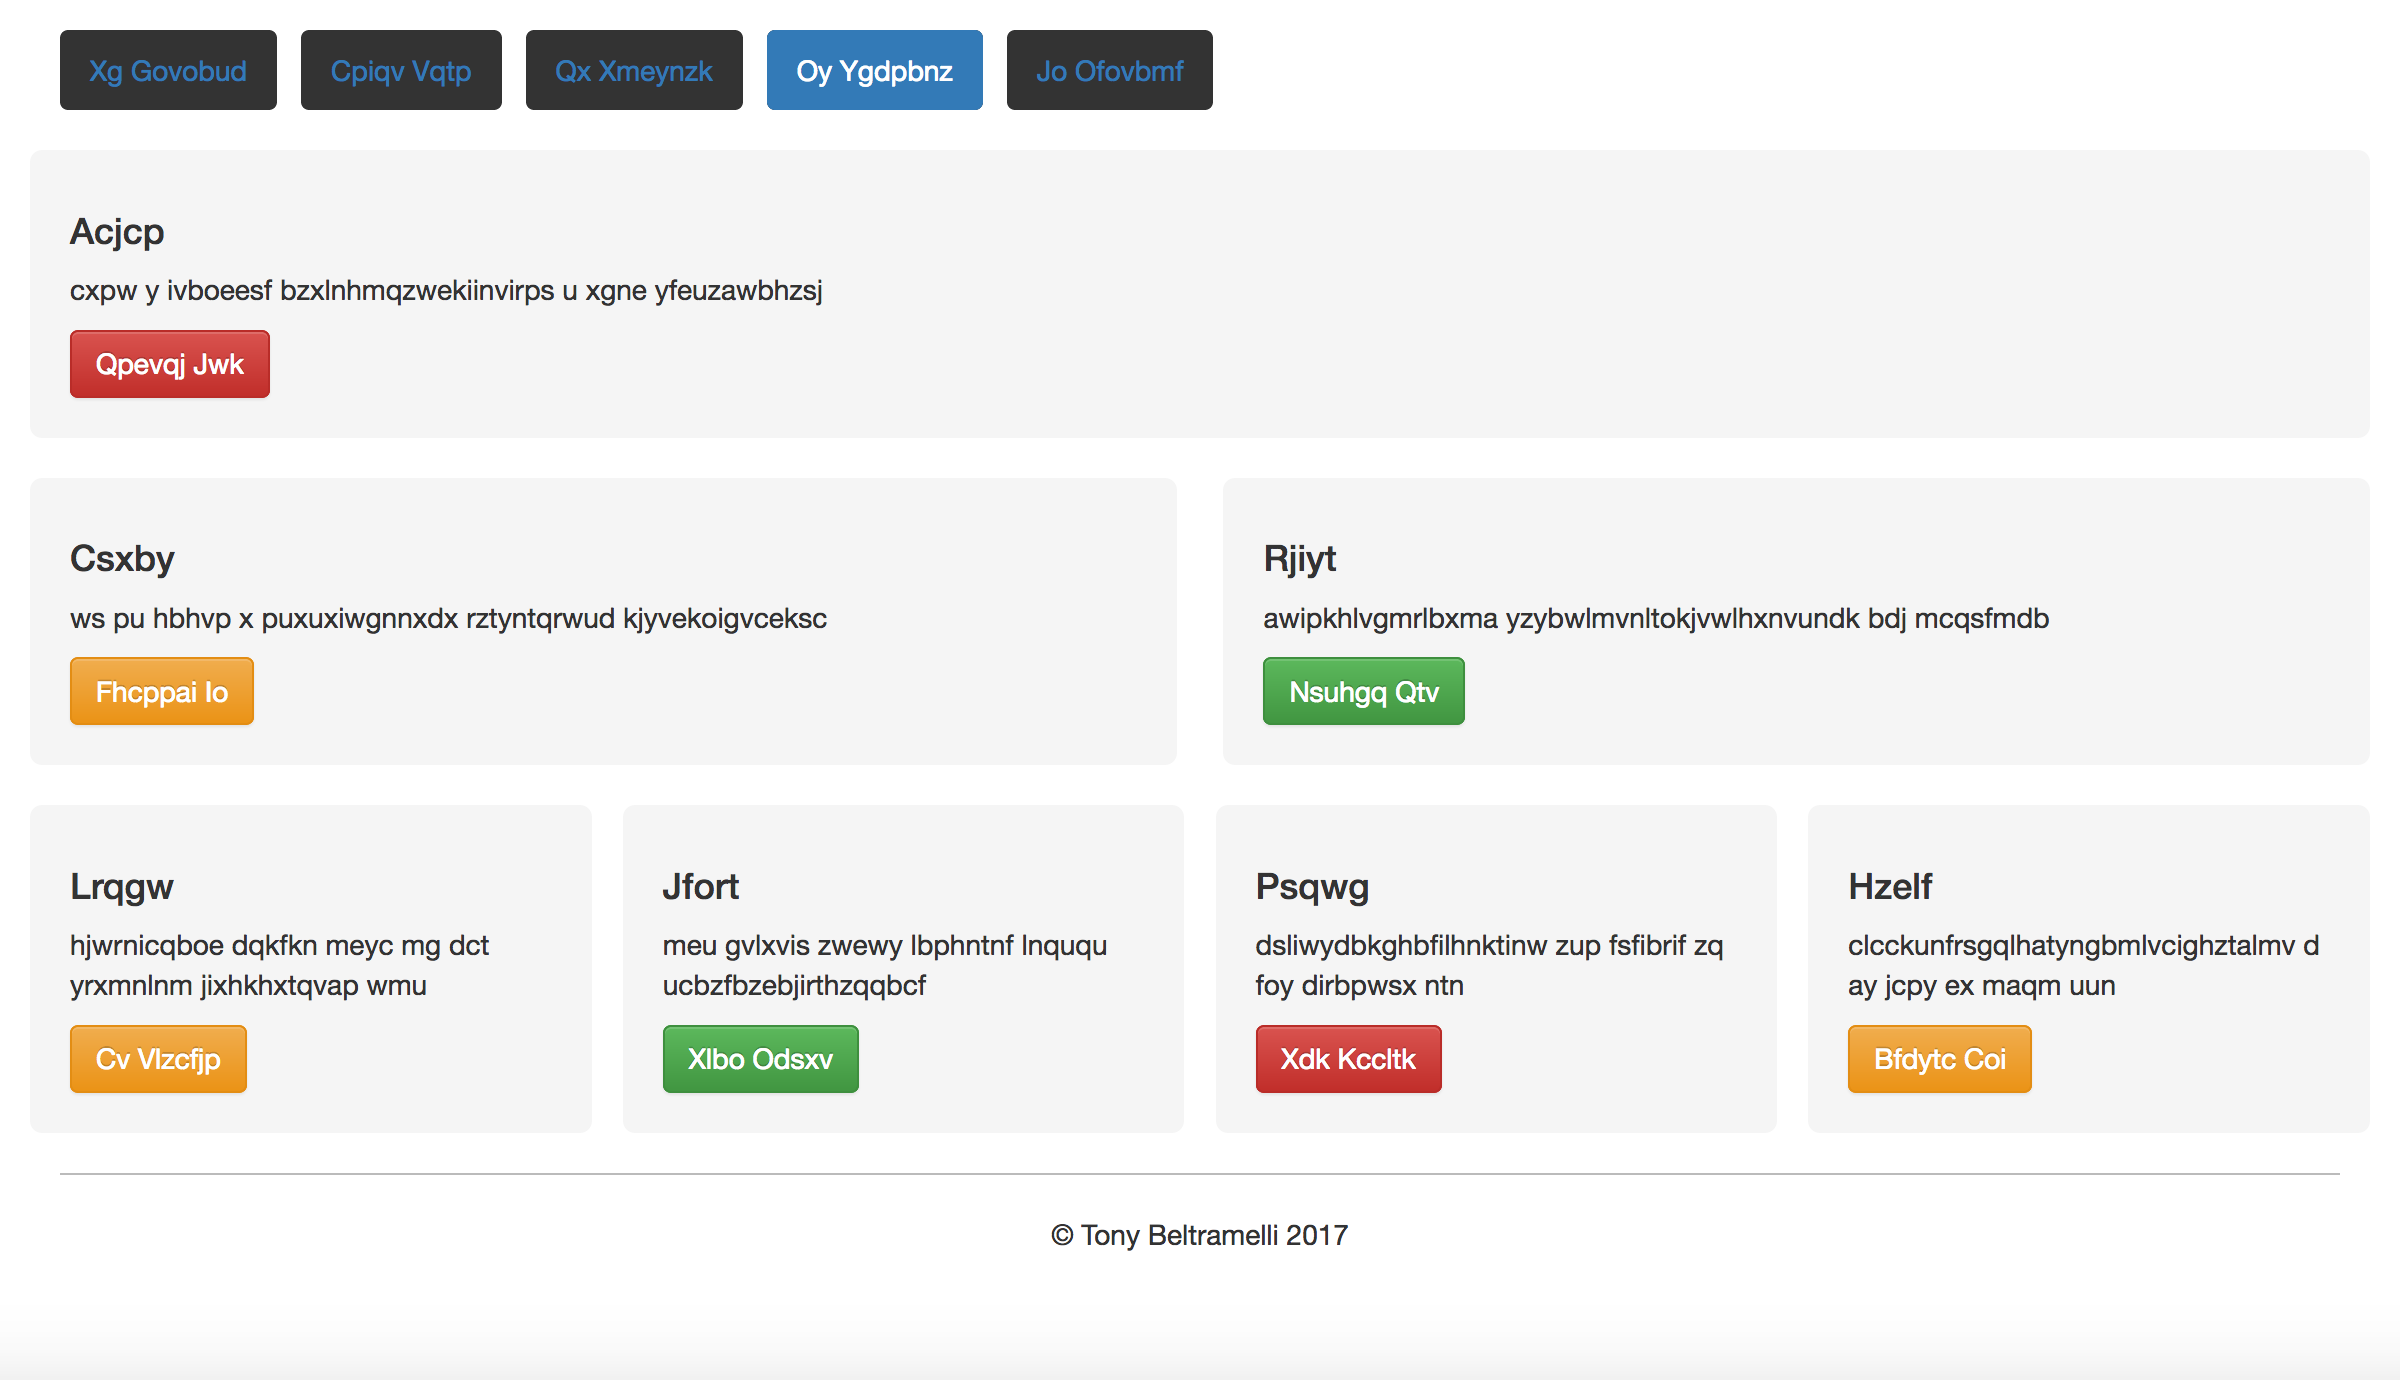 Xg Govobud
Cpiqv Vqtp
Qx Xmeynzk
Oy Ygdpbnz
Jo Ofovbmf
Acjcp
cxpw y ivboeesf bzxlnhmqzwekiinvirps u xgne yfeuzawbhzsj
Qpevqj Jwk
Csxby
ws pu hbhvp x puxuxiwgnnxdx rztyntqrwud kjyvekoigvceksc
Fhcppai Io
Rjiyt
awipkhlvgmrlbxma yzybwlmvnltokjvwlhxnvundk bdj mcqsfmdb
Nsuhgq Qtv
Lrqgw
hjwrnicqboe dqkfkn meyc mg dct
yrxmnlnm jixhkhxtqvap wmu
Cv Vlzcfjp
Jfort
meu gvlxvis zwewy lbphntnf lnququ
ucbzfbzebjirthzqqbcf
Xlbo Odsxv
Psqwg
dsliwydbkghbfilhnktinw zup fsfibrif zq
foy dirbpwsx ntn
Xdk Kccltk
Hzelf
clcckunfrsgqlhatyngbmlvcighztalmv d
ay jcpy ex maqm uun
Bfdytc Coi
© Tony Beltramelli 2017